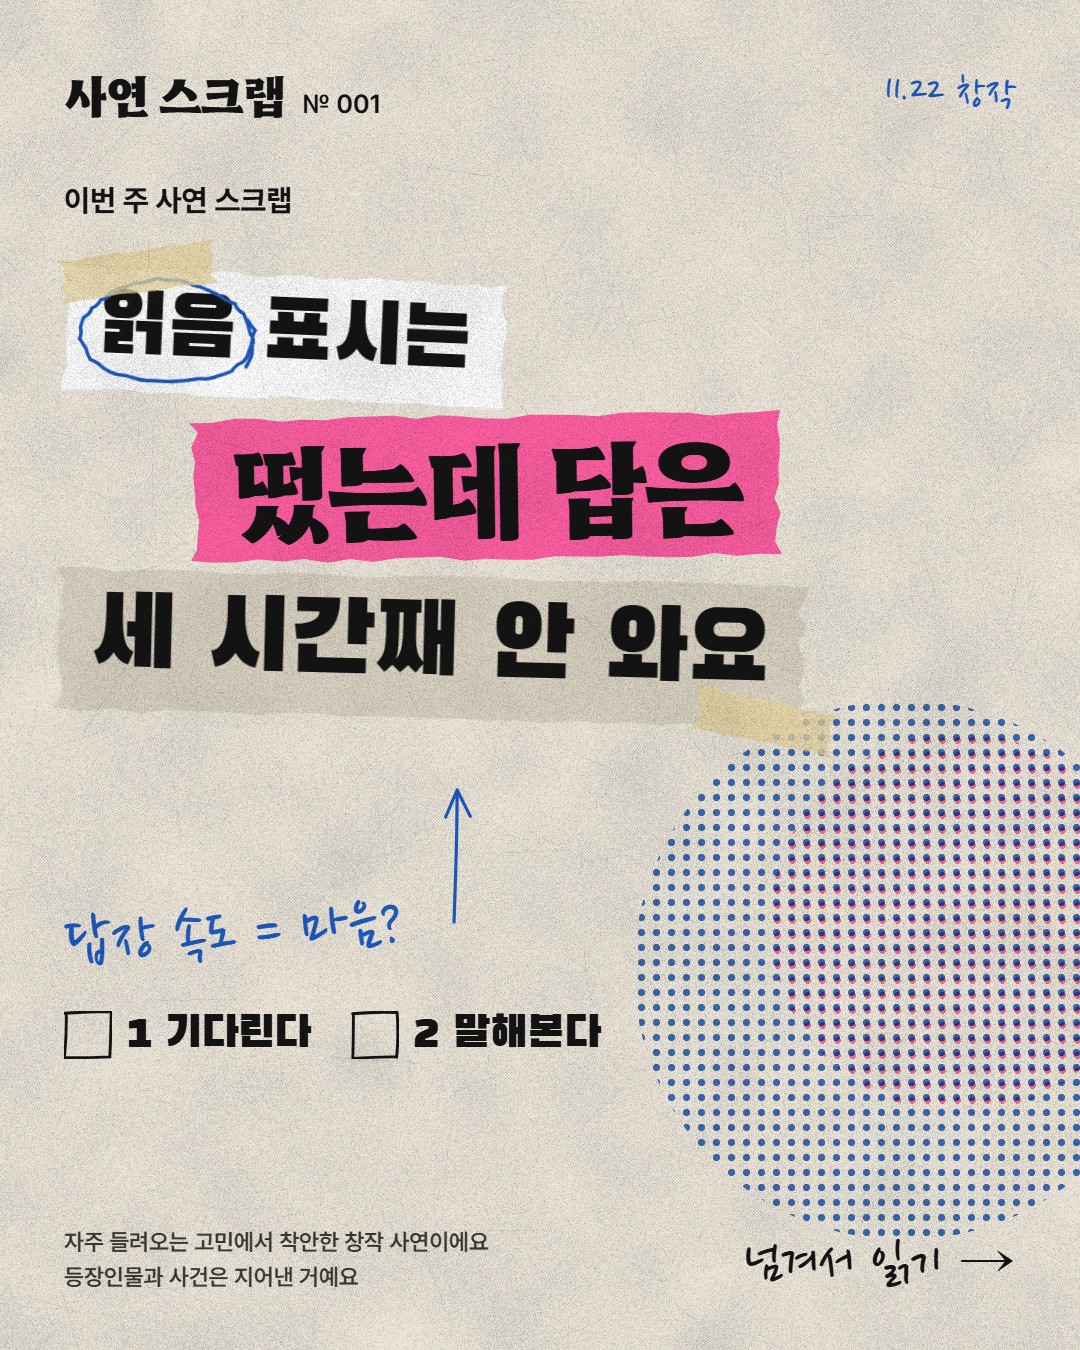 사연 스크랩 № 001
11.22 창작
이번 주 사연 스크랩
읽음 표시는
떴는데 답은
세 시간째 안 와요
답장 속도 = 마음?
1 기다린다 2 말해본다
자주 들려오는 고민에서 착안한 창작 사연이에요
등장인물과 사건은 지어낸 거예요
넘겨서 읽기 →